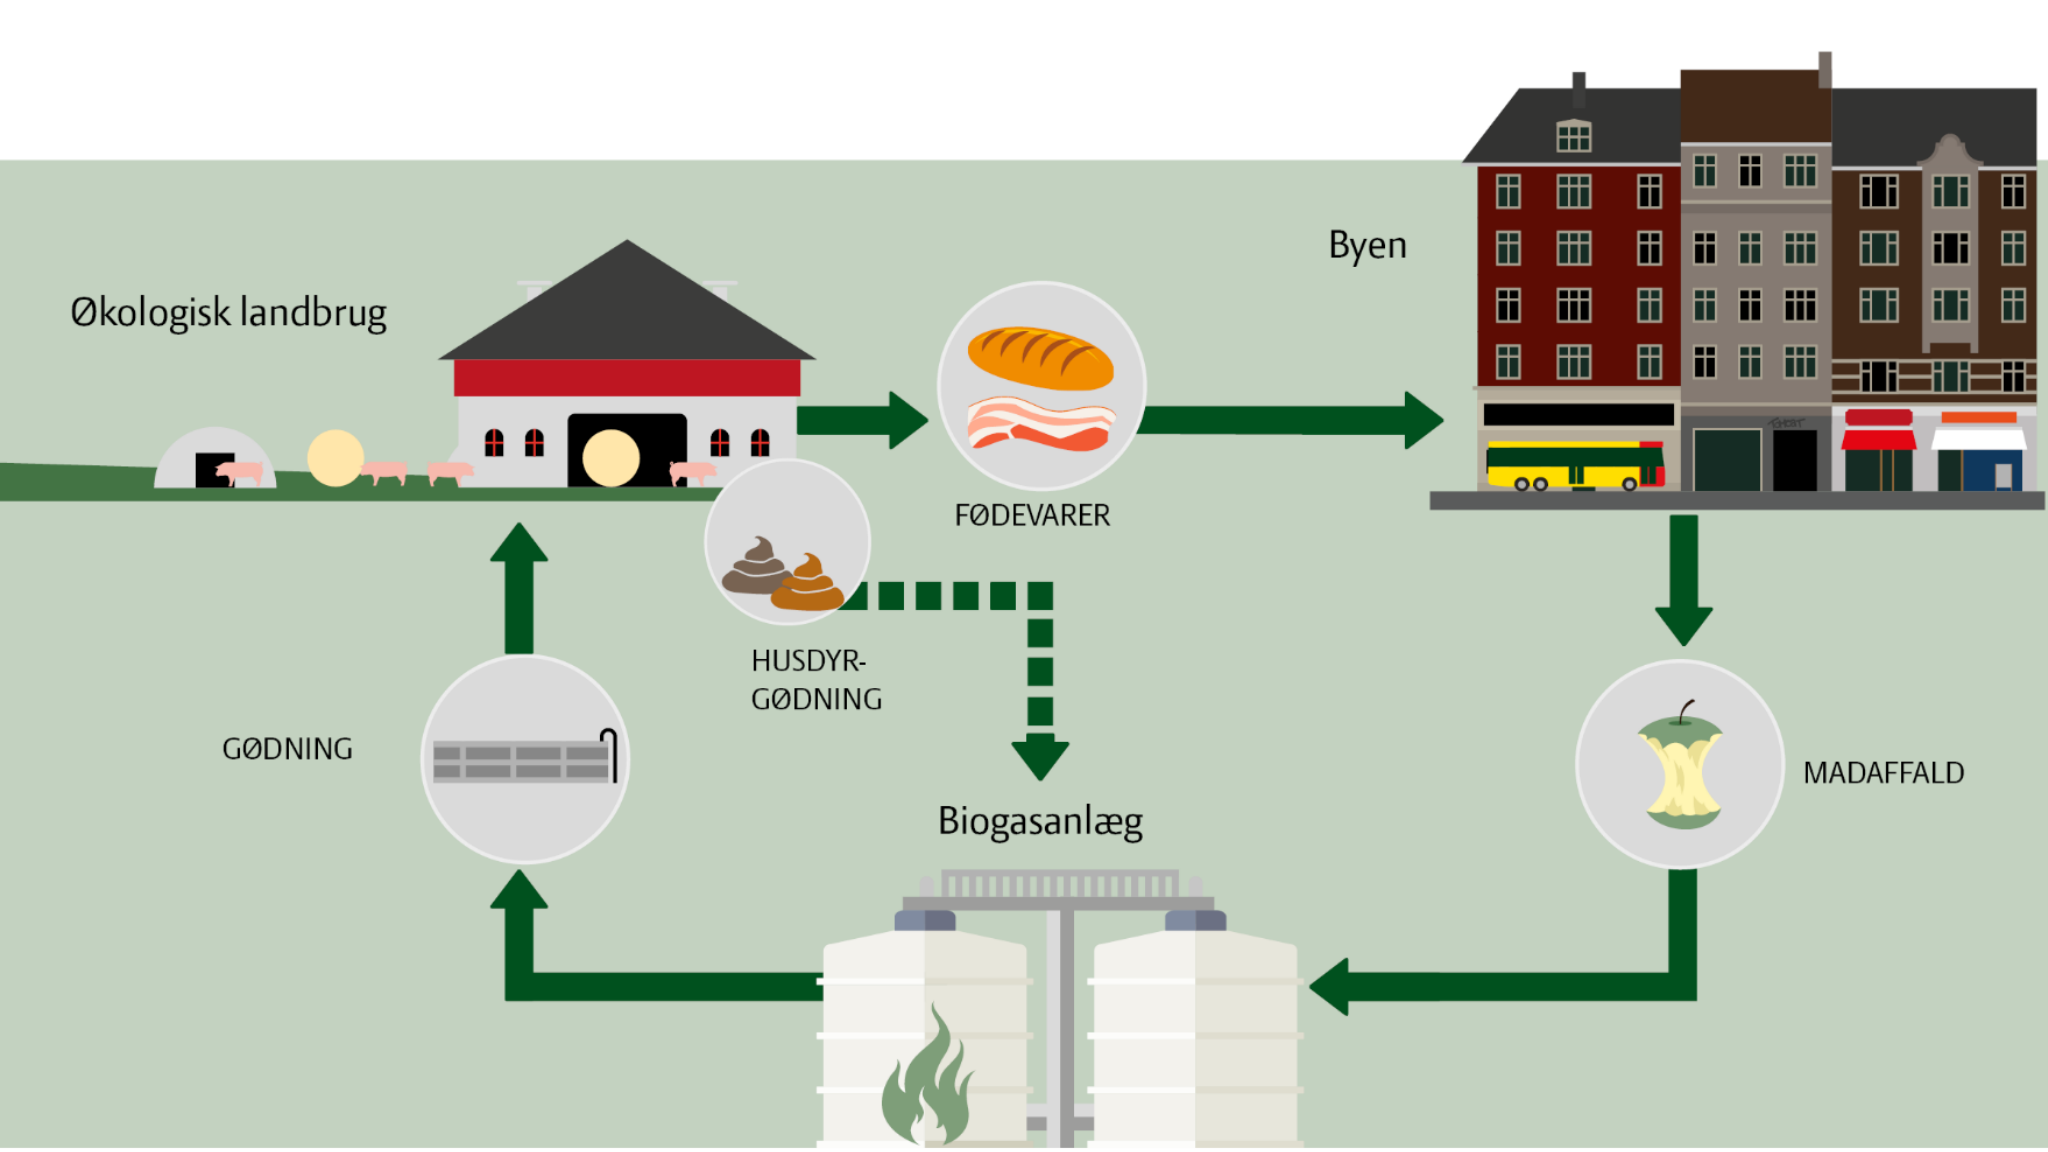 Byen
Økologisk landbrug
FØDEVARER
HUSDYR-
GØDNING
GØDNING
MADAFFALD
Biogasanlæg